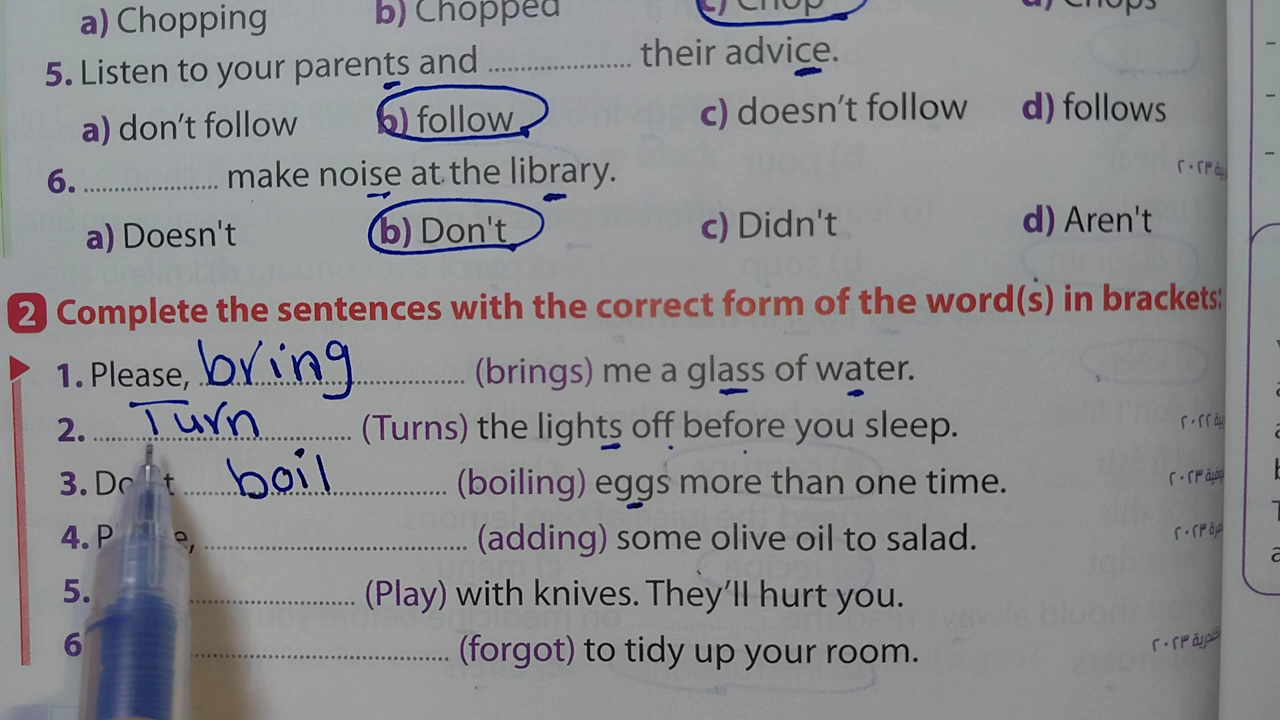 a) Chopping b) Chopped c) Chop d) Chops
5. Listen to your parents and .................... their advice.
a) don't follow b) follow c) doesn't follow d) follows
6. .................... make noise at the library.
a) Doesn't b) Don't c) Didn't d) Aren't
2 Complete the sentences with the correct form of the word(s) in brackets:
1. Please, bring (brings) me a glass of water.
2. Turn (Turns) the lights off before you sleep.
3. boil (boiling) eggs more than one time.
4. .................... (adding) some olive oil to salad.
5. .................... (Play) with knives. They'll hurt you.
6 .................... (forgot) to tidy up your room.